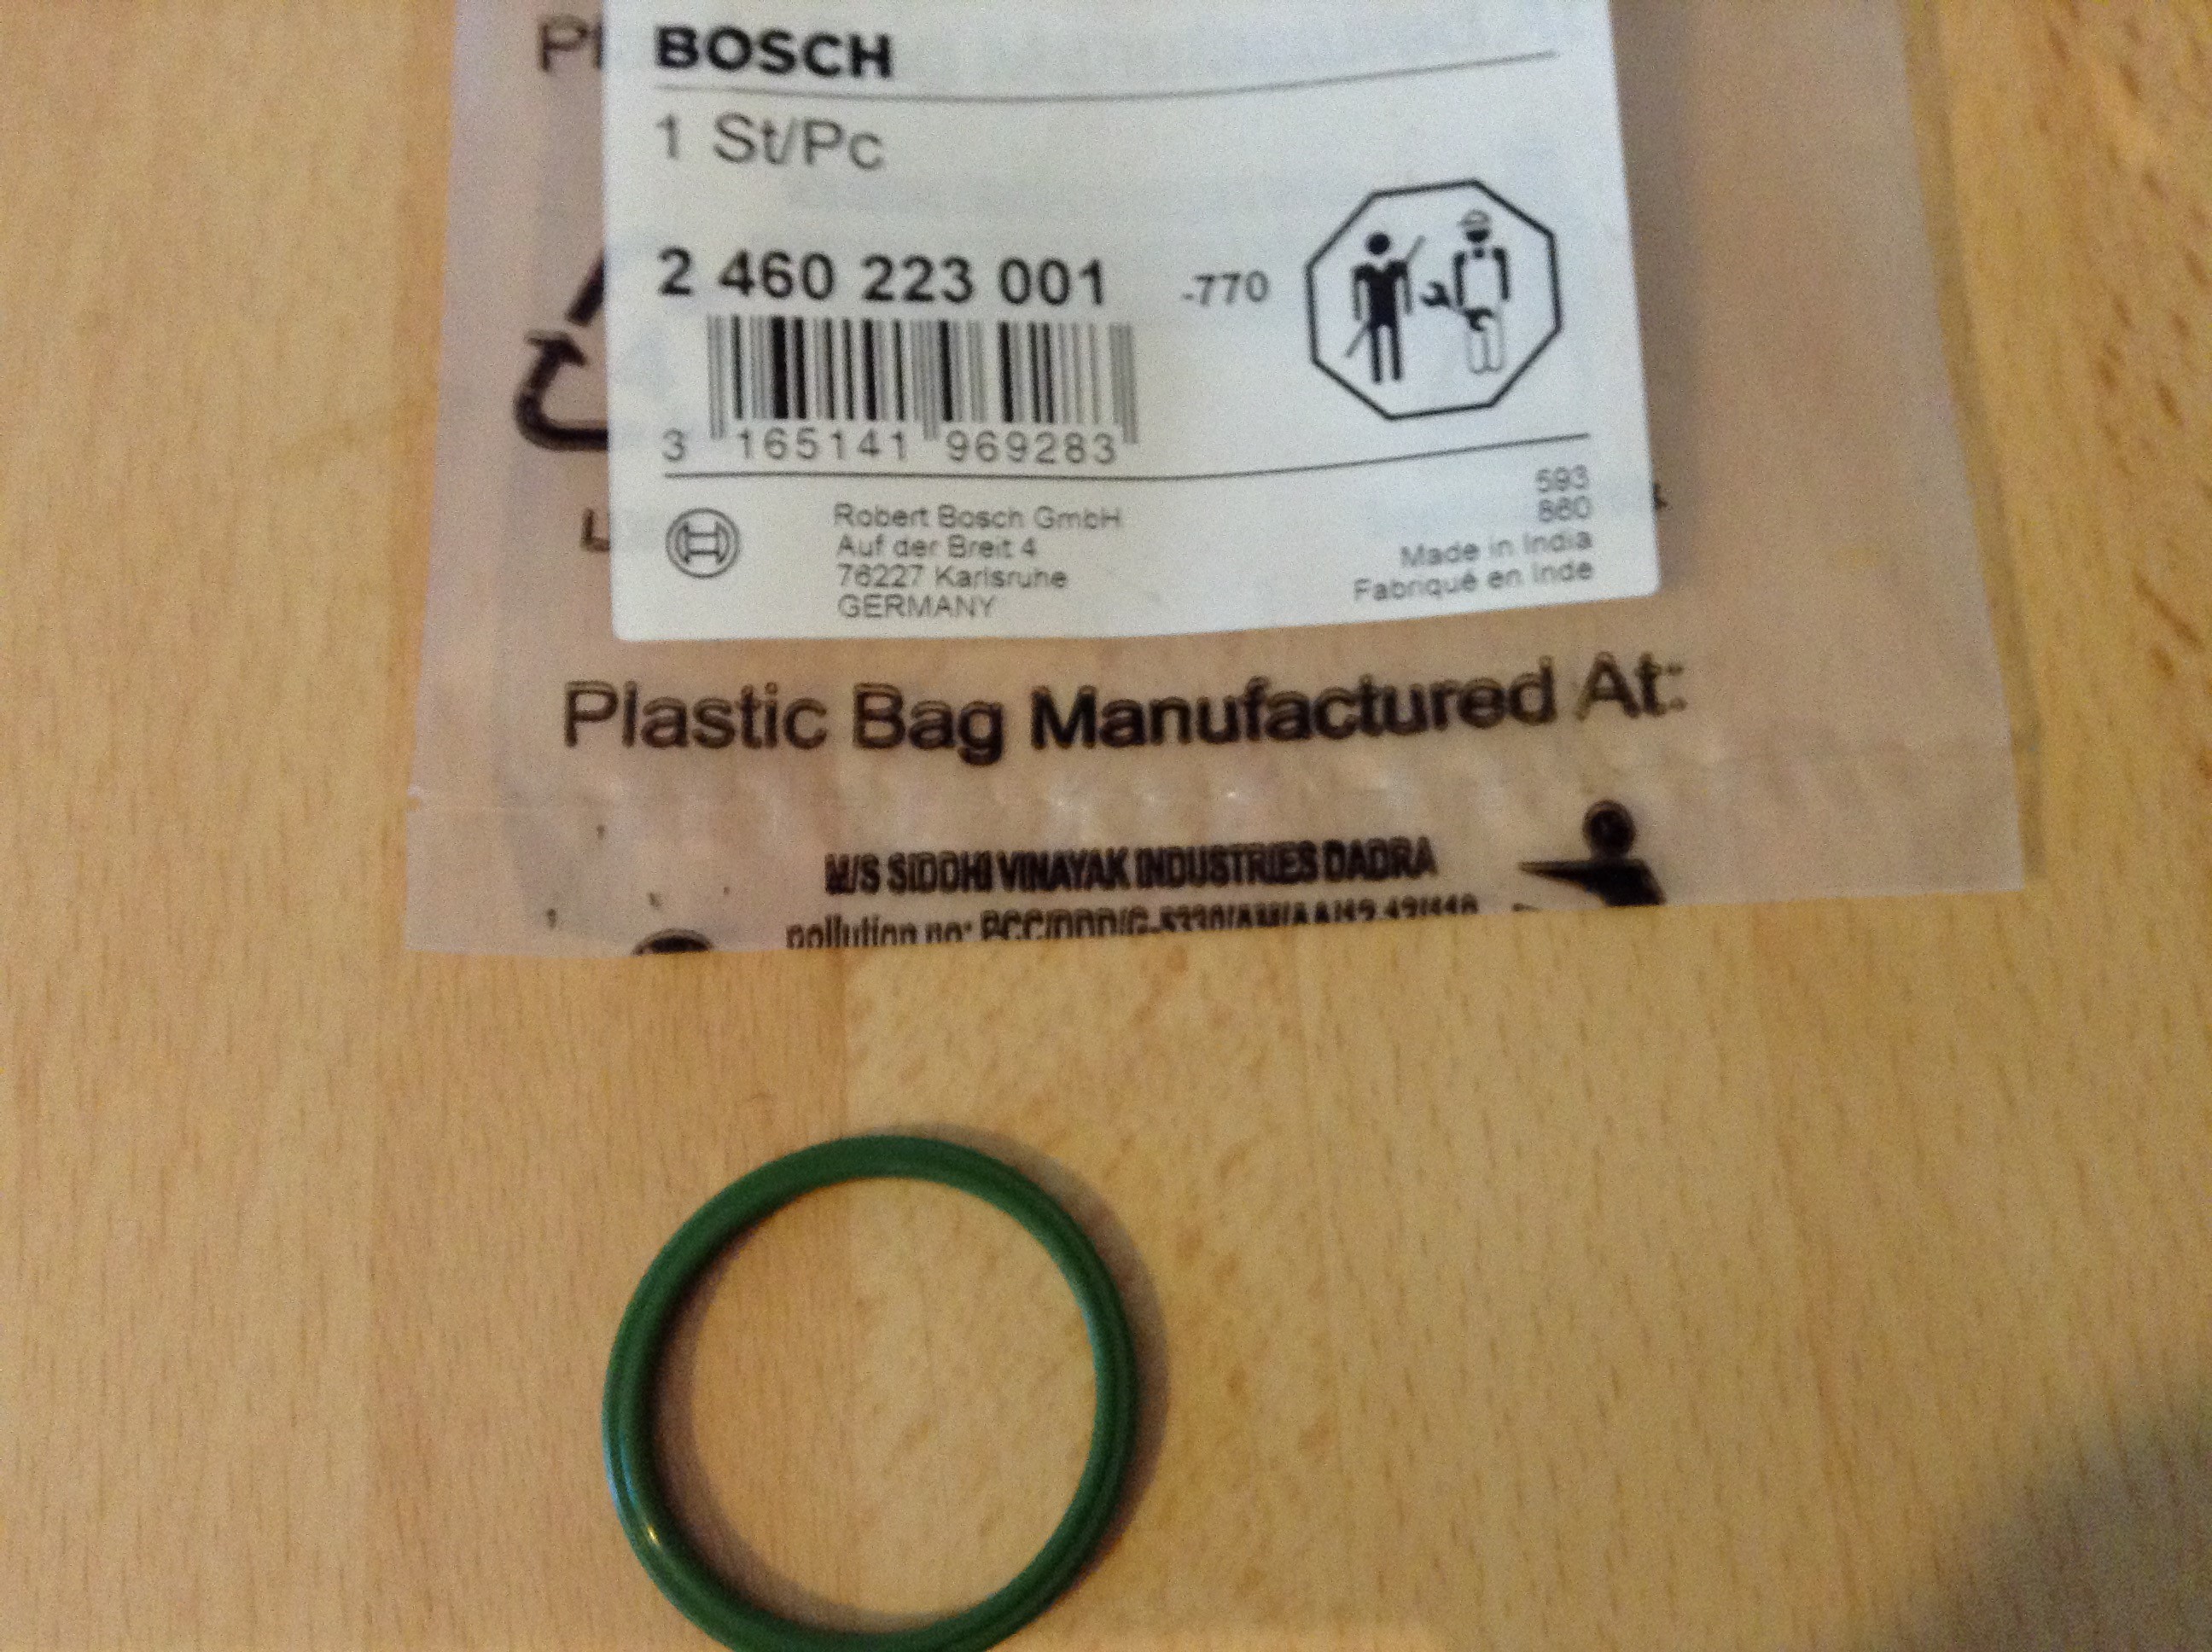 BOSCH
1 St/Pc
2 460 223 001 -770
3 165141 969283
593
860
Robert Bosch GmbH
Auf der Breit 4
76227 Karlsruhe
GERMANY
Made in India
Fabriqué en Inde
Plastic Bag Manufactured At:
M/S SIDDHI VINAYAK INDUSTRIES DADRA
pollution no: